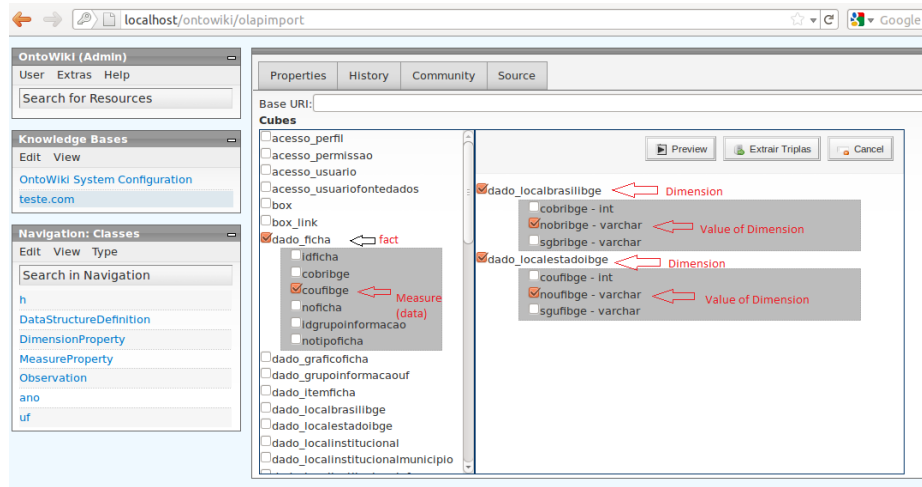 localhost/ontowiki/olapimport
Google
OntoWiki (Admin)
User Extras Help
Search for Resources
Knowledge Bases
Edit View
OntoWiki System Configuration
teste.com
Navigation: Classes
Edit View Type
Search in Navigation
h
DataStructureDefinition
DimensionProperty
MeasureProperty
Observation
ano
uf
Properties History Community Source
Base URI:
Cubes
acesso_perfil
acesso_permissao
acesso_usuario
acesso_usuariofontedados
box
box_link
dado_ficha fact
idficha
cobribge
coufibge Measure
(data)
noficha
idgrupoinformacao
notipoficha
dado_graficoficha
dado_grupoinformacaouf
dado_itemficha
dado_localbrasilibge
dado_localestadoibge
dado_localinstitucional
dado_localinstitucionalmunicipio
Preview Extrair Triplas Cancel
dado_localbrasilibge Dimension
cobribge - int
nobribge - varchar Value of Dimension
sgbribge - varchar
dado_localestadoibge Dimension
coufibge - int
noufibge - varchar Value of Dimension
sgufibge - varchar